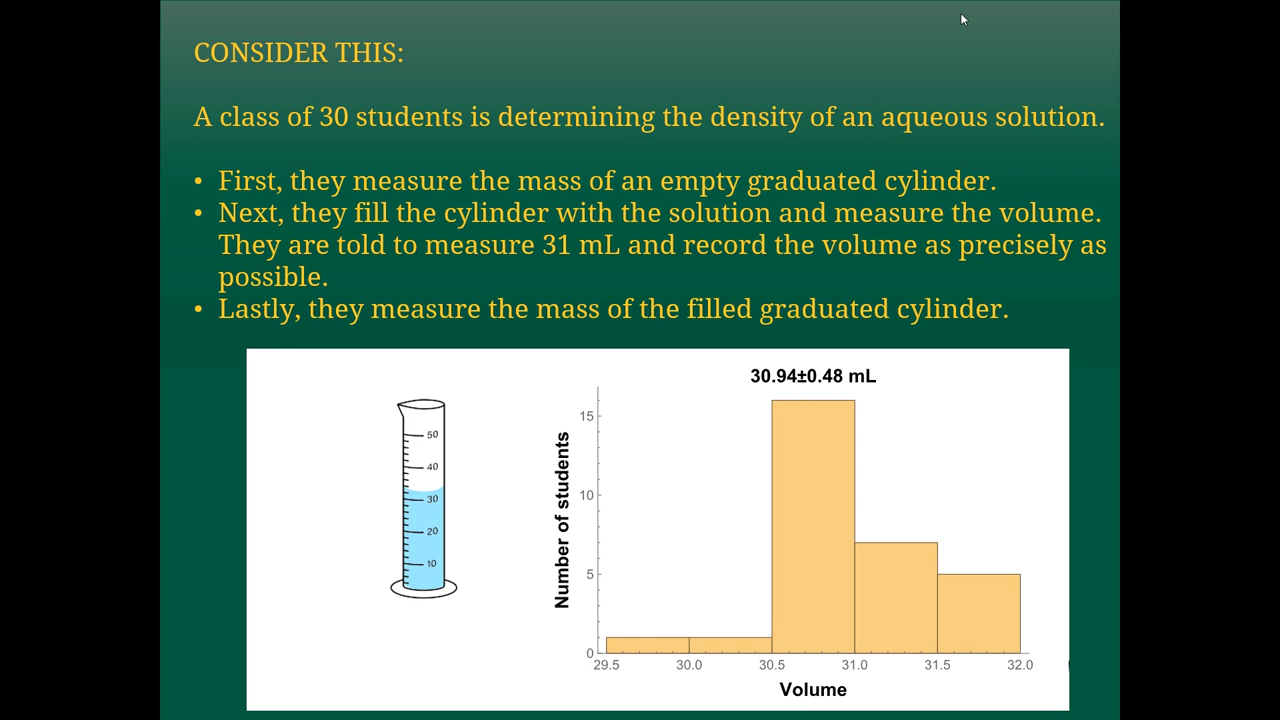 CONSIDER THIS:
A class of 30 students is determining the density of an aqueous solution.
• First, they measure the mass of an empty graduated cylinder.
• Next, they fill the cylinder with the solution and measure the volume.
They are told to measure 31 mL and record the volume as precisely as
possible.
• Lastly, they measure the mass of the filled graduated cylinder.
50
40
30
20
10
30.94±0.48 mL
Number of students
15
10
5
0
29.5 30.0 30.5 31.0 31.5 32.0
Volume